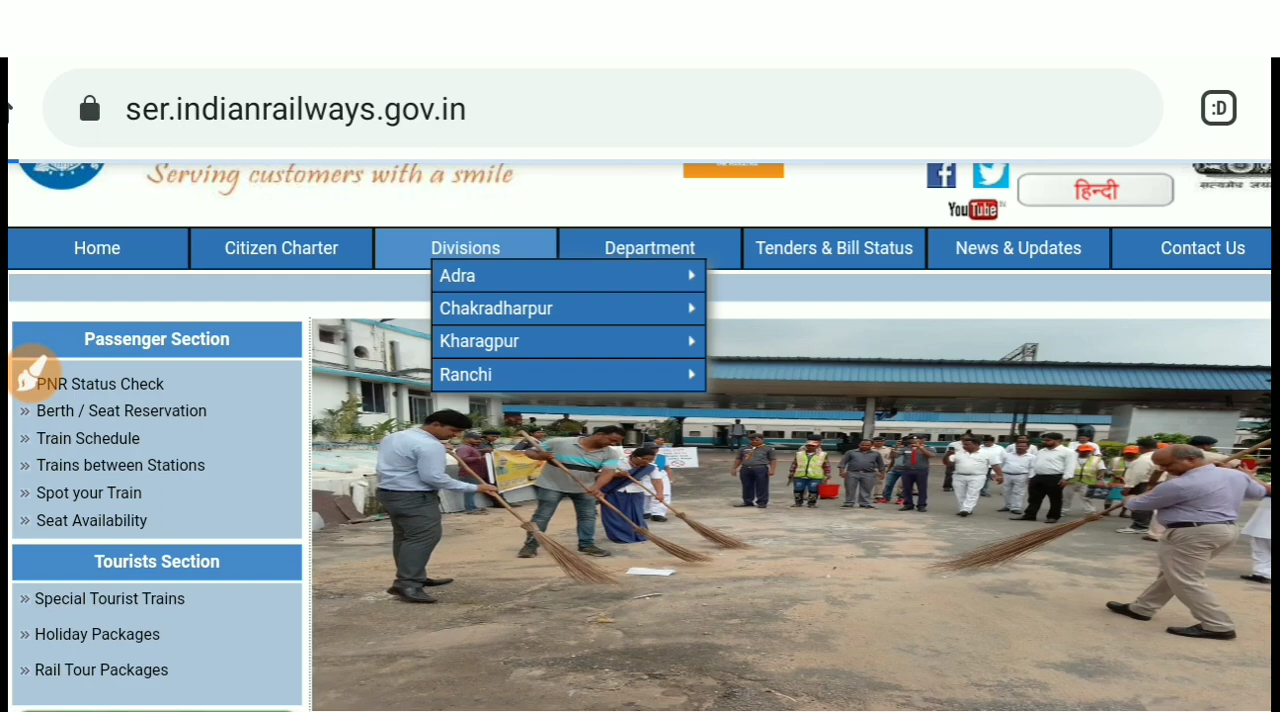 ser.indianrailways.gov.in
:D
Serving customers with a smile
हिन्दी
YouTube
Home
Citizen Charter
Divisions
Department
Tenders & Bill Status
News & Updates
Contact Us
Adra
Chakradharpur
Kharagpur
Ranchi
Passenger Section
PNR Status Check
» Berth / Seat Reservation
» Train Schedule
» Trains between Stations
» Spot your Train
» Seat Availability
Tourists Section
» Special Tourist Trains
» Holiday Packages
» Rail Tour Packages